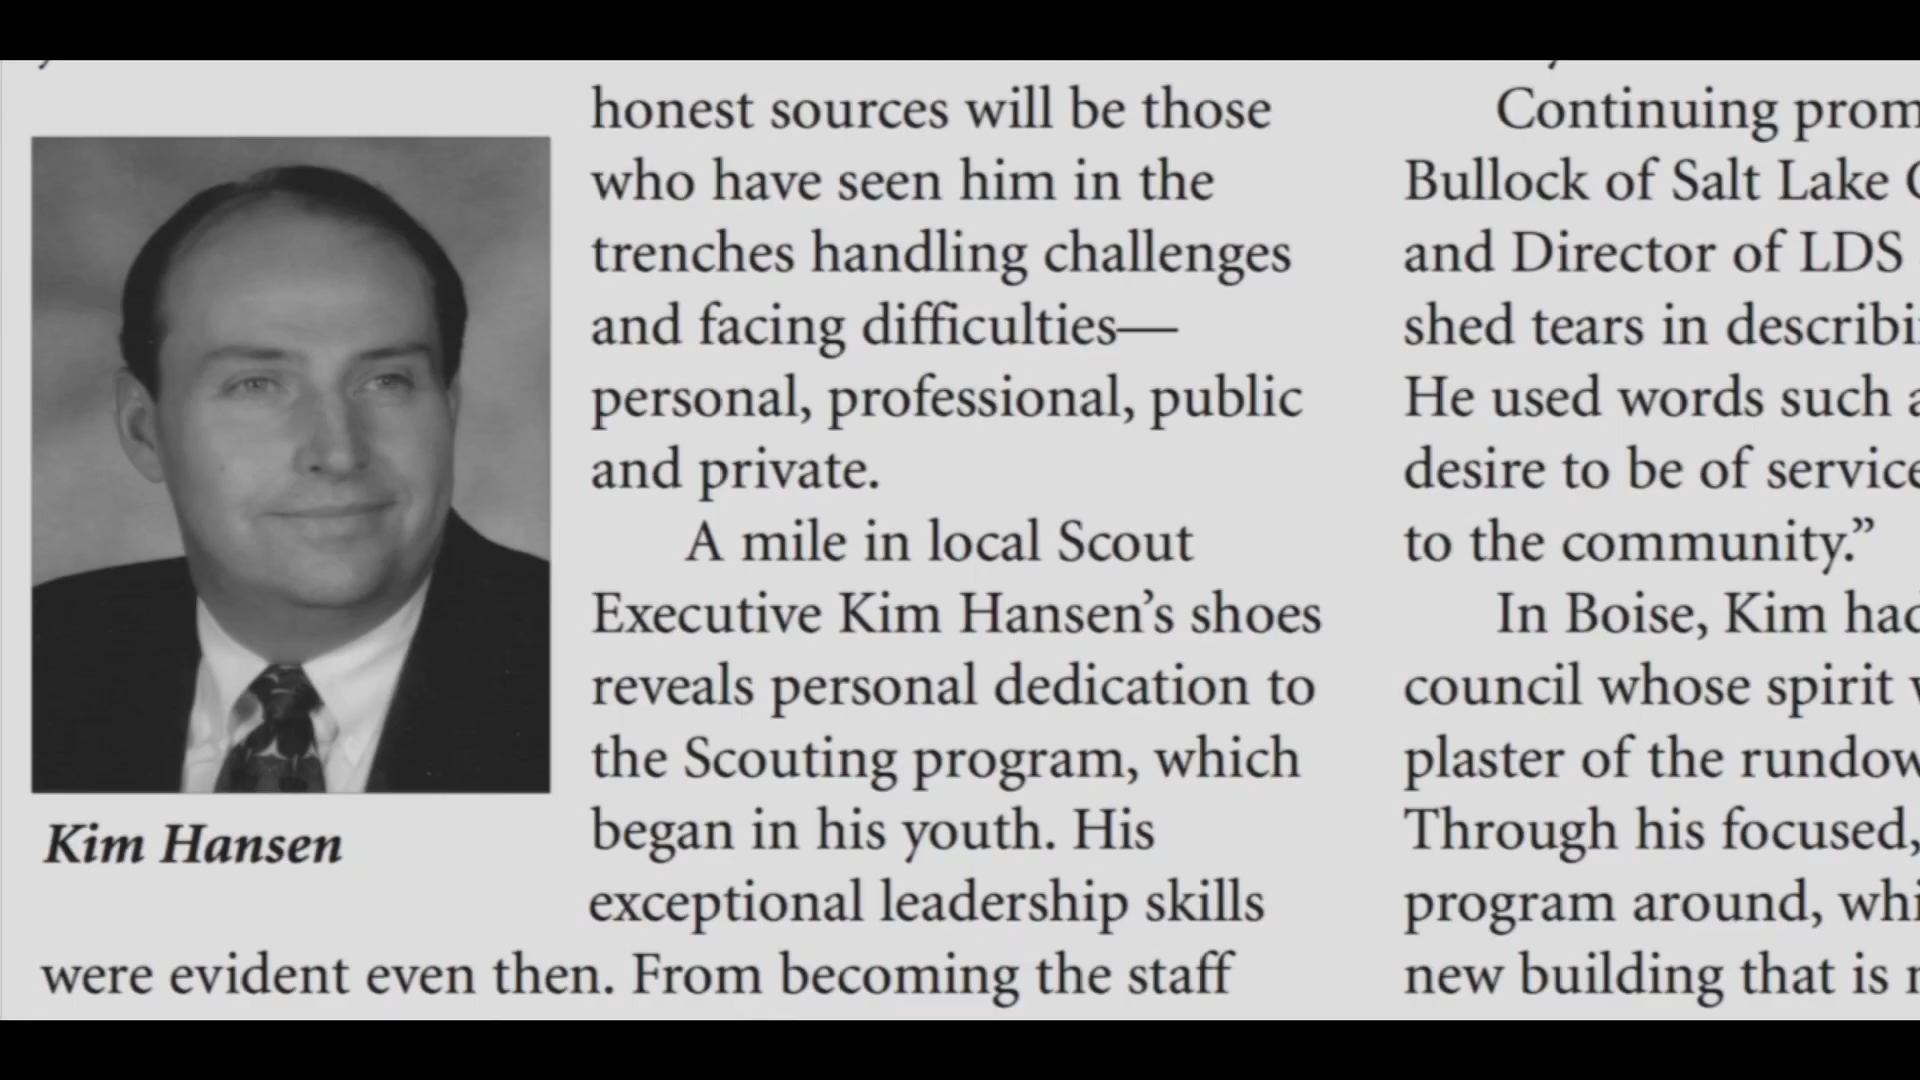 honest sources will be those
who have seen him in the
trenches handling challenges
and facing difficulties—
personal, professional, public
and private.
A mile in local Scout
Executive Kim Hansen’s shoes
reveals personal dedication to
the Scouting program, which
began in his youth. His
exceptional leadership skills
were evident even then. From becoming the staff
Kim Hansen
Continuing prom
Bullock of Salt Lake
and Director of LDS
shed tears in describi
He used words such a
desire to be of service
to the community.”
In Boise, Kim had
council whose spirit
plaster of the rundow
Through his focused,
program around, whi
new building that is